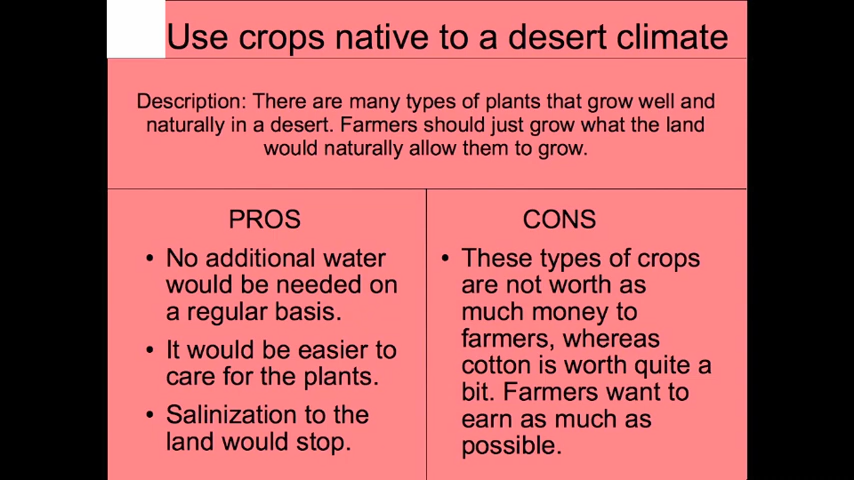 Use crops native to a desert climate
Description: There are many types of plants that grow well and
naturally in a desert. Farmers should just grow what the land
would naturally allow them to grow.
PROS
• No additional water
would be needed on
a regular basis.
• It would be easier to
care for the plants.
• Salinization to the
land would stop.
CONS
• These types of crops
are not worth as
much money to
farmers, whereas
cotton is worth quite a
bit. Farmers want to
earn as much as
possible.